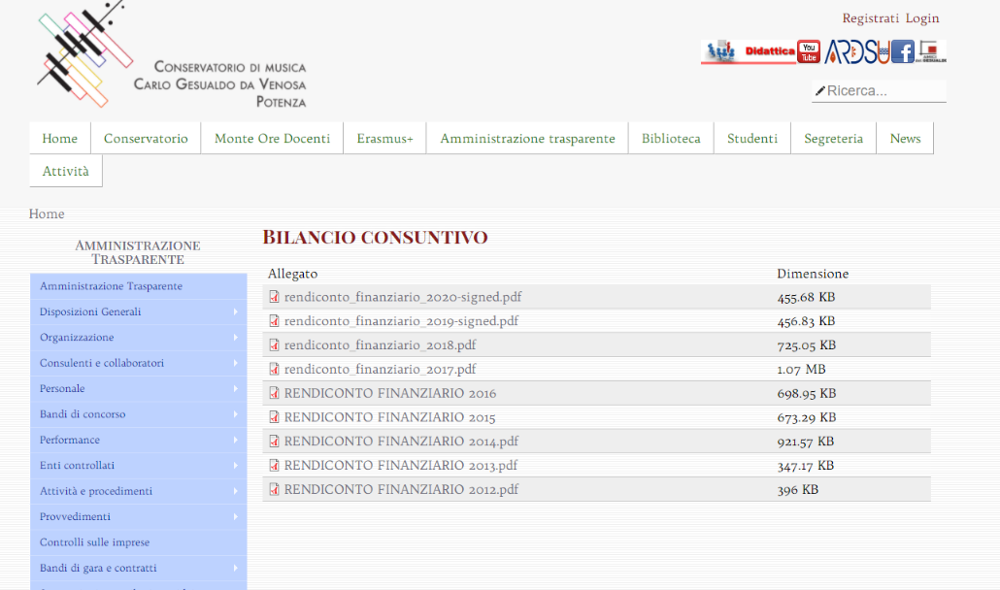 Registrati Login
Conservatorio di musica
Carlo Gesualdo da Venosa
Potenza
Didattica You Tube ARDSU
Ricerca...
Home Conservatorio Monte Ore Docenti Erasmus+ Amministrazione trasparente Biblioteca Studenti Segreteria News
Attività
Home
Amministrazione
Trasparente
Amministrazione Trasparente
Disposizioni Generali
Organizzazione
Consulenti e collaboratori
Personale
Bandi di concorso
Performance
Enti controllati
Attività e procedimenti
Provvedimenti
Controlli sulle imprese
Bandi di gara e contratti
Bilancio consuntivo
Allegato Dimensione
rendiconto_finanziario_2020-signed.pdf 455.68 KB
rendiconto_finanziario_2019-signed.pdf 456.83 KB
rendiconto_finanziario_2018.pdf 725.05 KB
rendiconto_finanziario_2017.pdf 1.07 MB
RENDICONTO FINANZIARIO 2016 698.95 KB
RENDICONTO FINANZIARIO 2015 673.29 KB
RENDICONTO FINANZIARIO 2014.pdf 921.57 KB
RENDICONTO FINANZIARIO 2013.pdf 347.17 KB
RENDICONTO FINANZIARIO 2012.pdf 396 KB